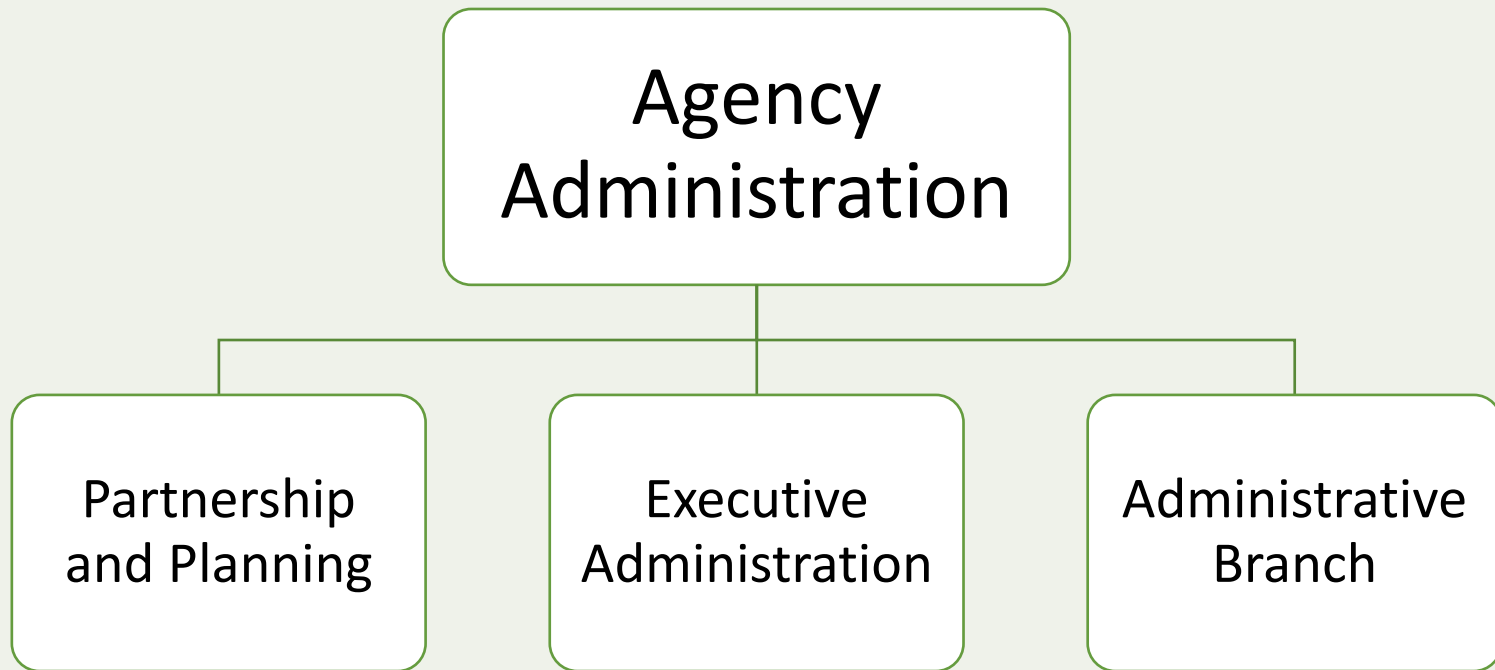 Agency
Administration
Partnership
and Planning
Executive
Administration
Administrative
Branch